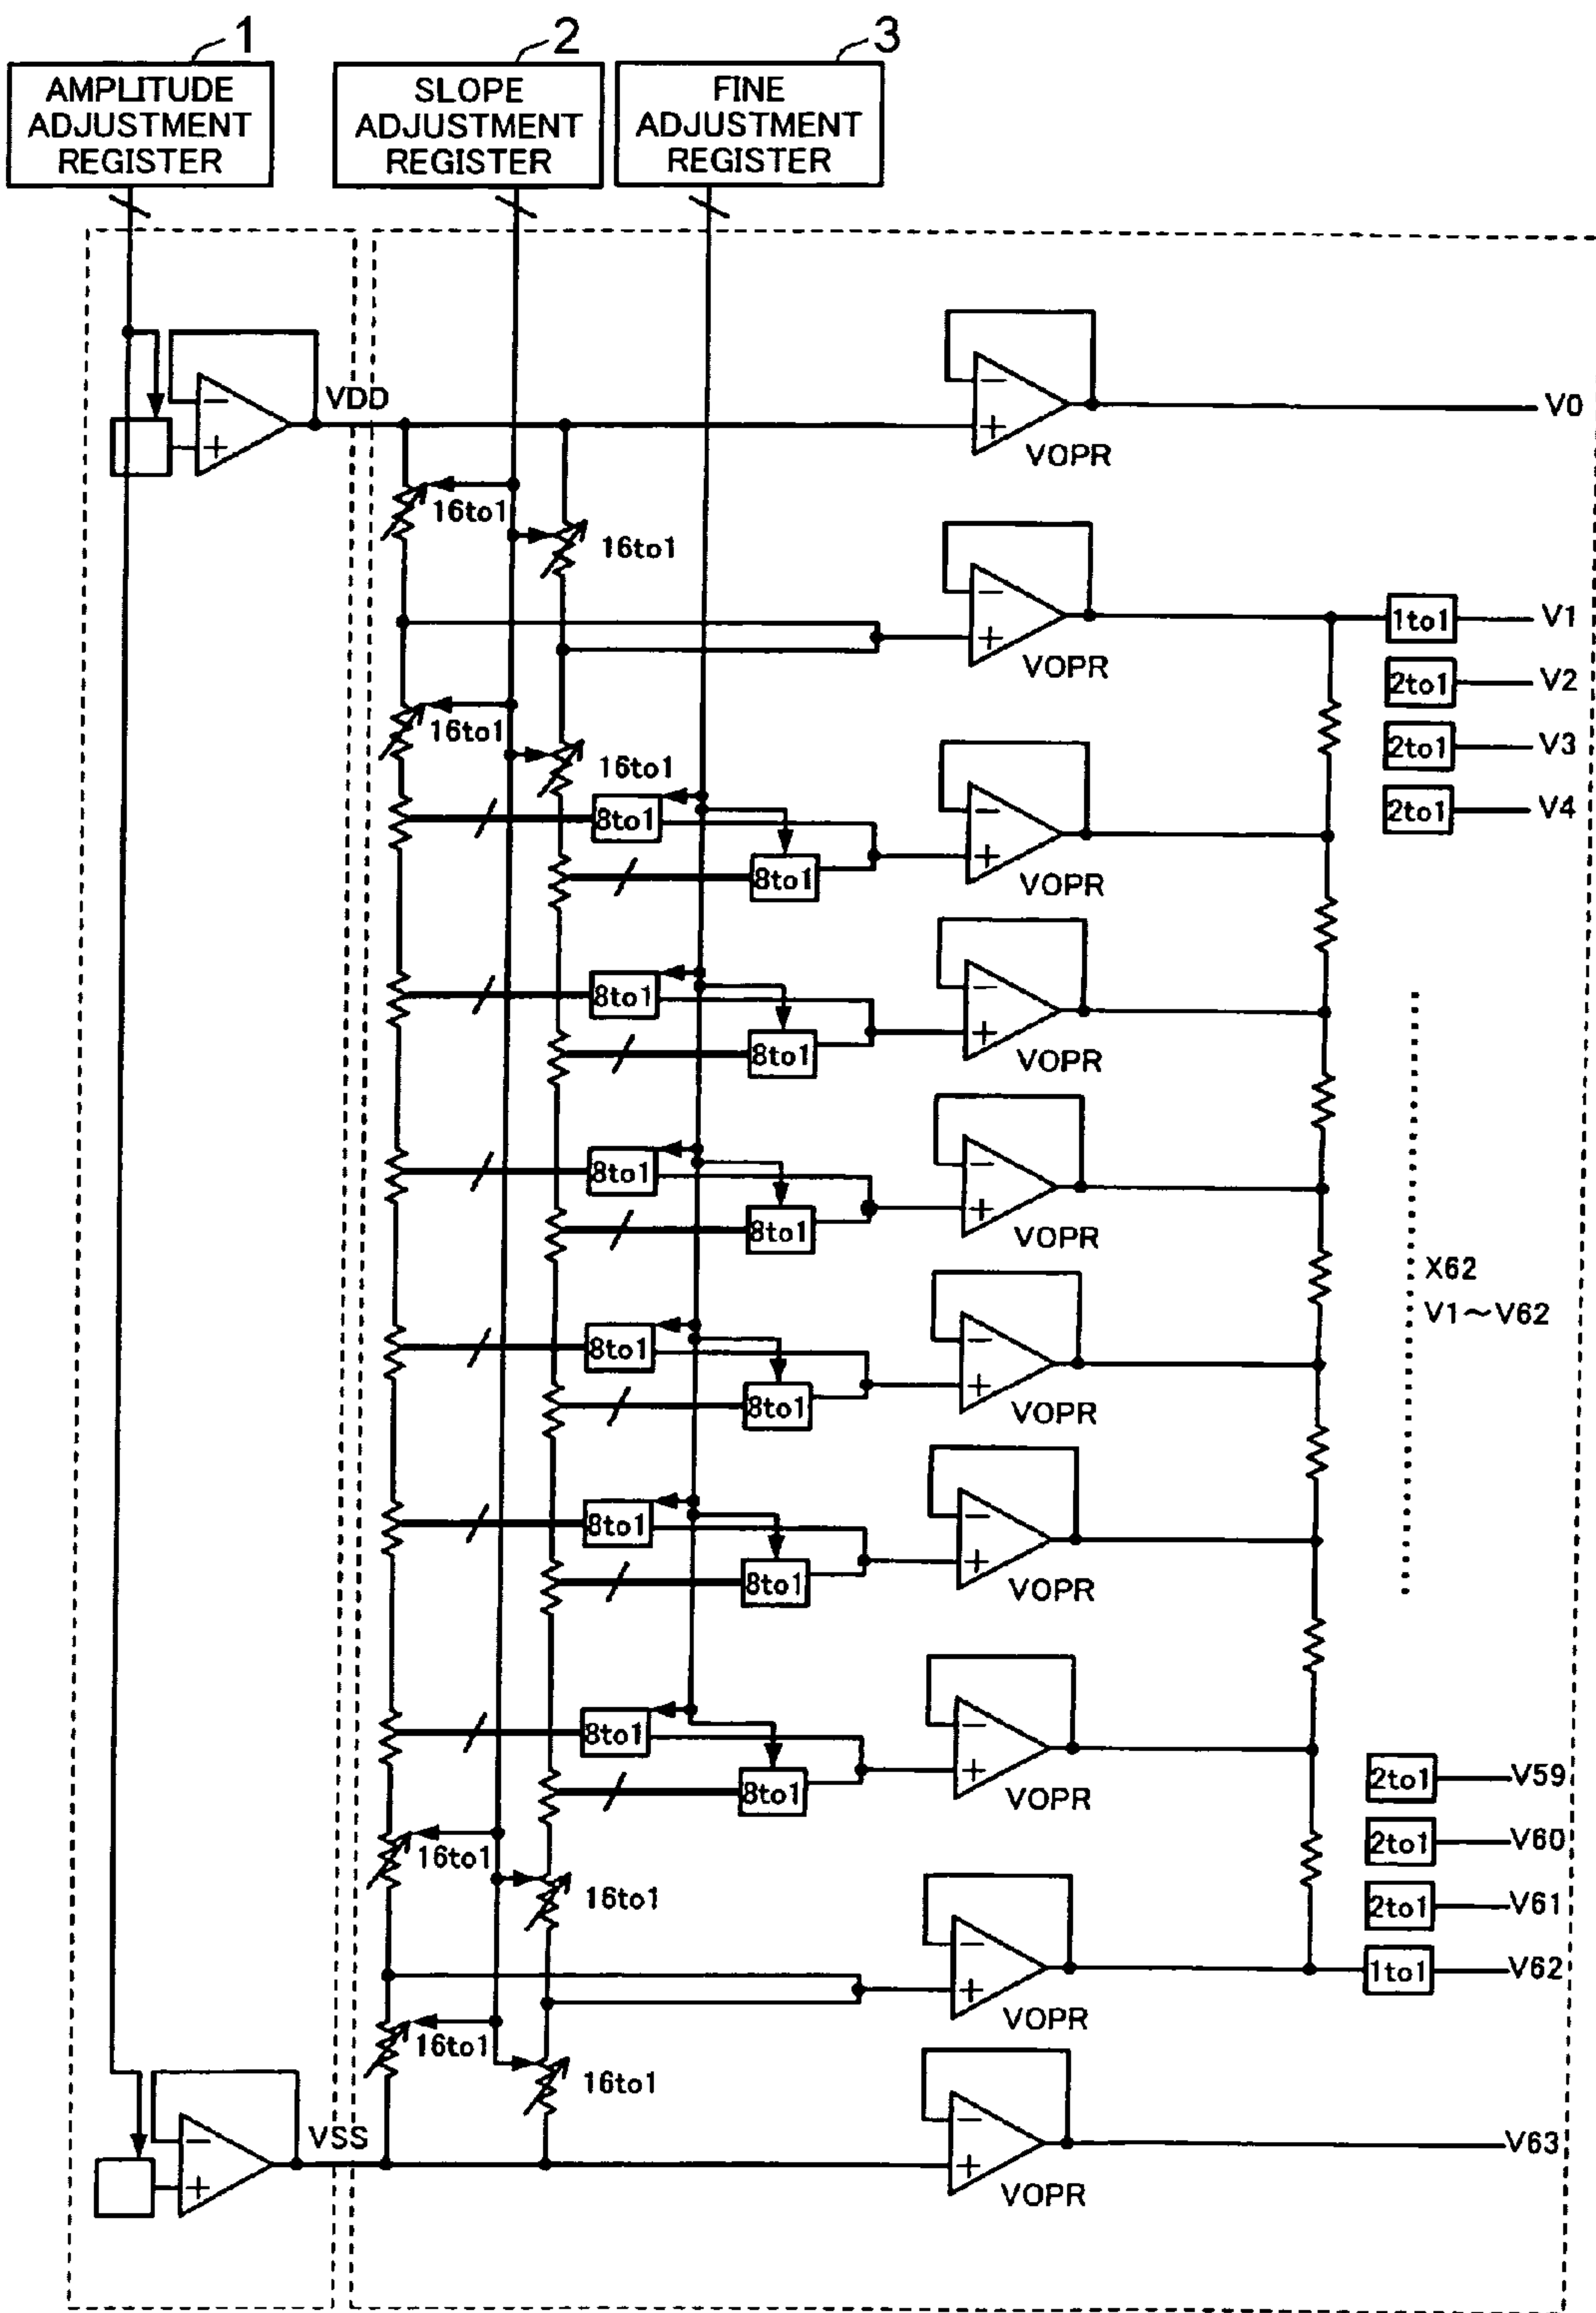 1
2
3
AMPLITUDE
ADJUSTMENT
REGISTER
SLOPE
ADJUSTMENT
REGISTER
FINE
ADJUSTMENT
REGISTER
VDD
V0
VOPR
16to1
16to1
1to1
V1
VOPR
2to1
V2
16to1
2to1
V3
16to1
8to1
2to1
V4
8to1
VOPR
8to1
8to1
VOPR
8to1
8to1
VOPR
X62
V1～V62
8to1
8to1
VOPR
8to1
8to1
VOPR
8to1
2to1
V59
8to1
VOPR
2to1
V60
16to1
16to1
2to1
V61
1to1
V62
VOPR
16to1
16to1
VSS
V63
VOPR